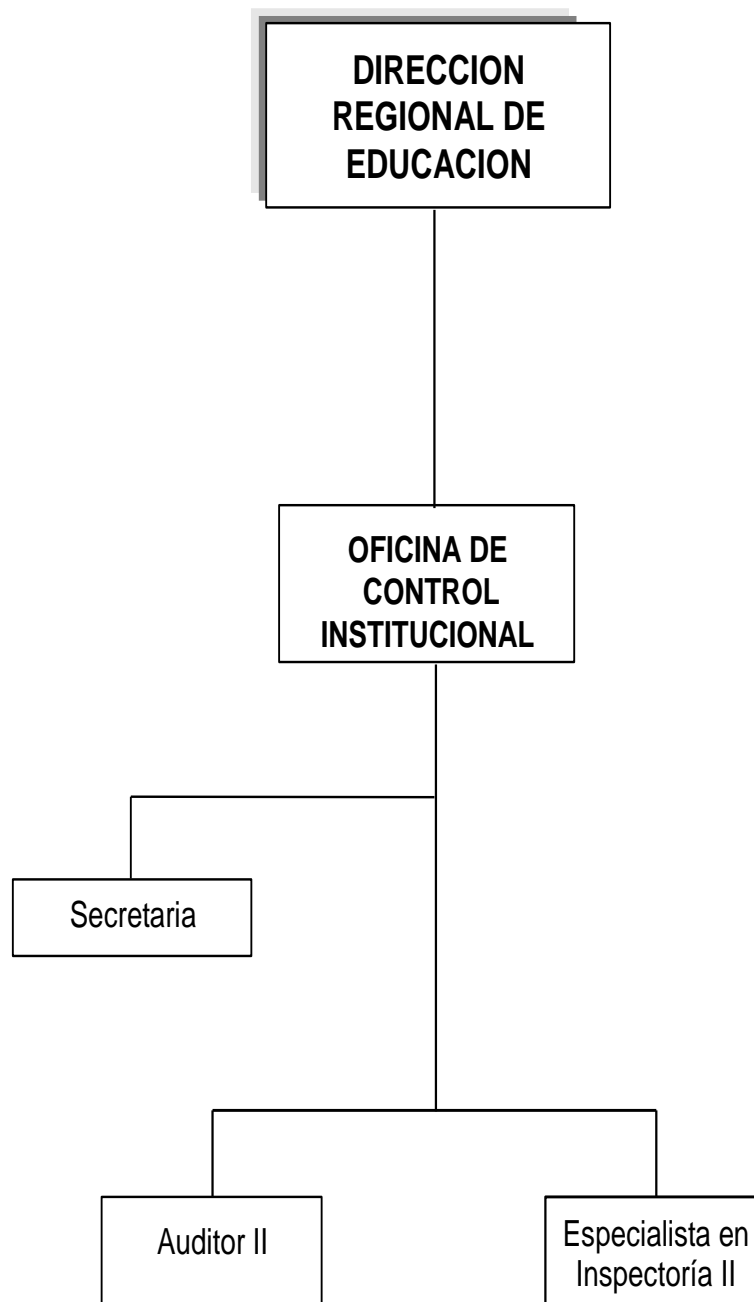 DIRECCION
REGIONAL DE
EDUCACION
OFICINA DE
CONTROL
INSTITUCIONAL
Secretaria
Auditor II
Especialista en
Inspectoría II